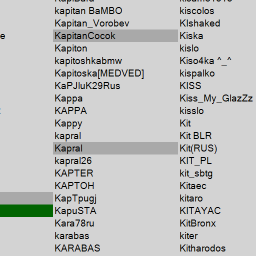 kapitan BaMBO
kiscolos
Kapitan_Vorobev
KIshaked
KapitanCocok
Kiska
Kapiton
kislo
kapitoshkabmw
Kiso4ka ^_^
Kapitoska[MEDVED]
kispalko
KaPJIuK29Rus
KISS
Kappa
Kiss_My_GlazZz
KAPPA
kisslo
Kappy
Kit
kapral
Kit BLR
Kapral
Kit(RUS)
kapral26
KIT_PL
KAPTER
kit_sbtg
KAPTOH
Kitaec
KapTpugj
kitaro
KapuSTA
KITAYAC
Kara78ru
KitBronx
karabas
kiter
KARABAS
Kitharodos